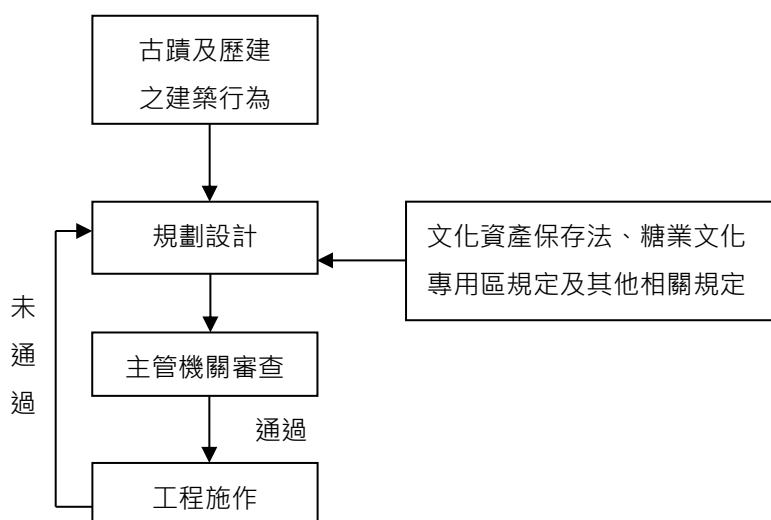 古蹟及歷建
之建築行為
規劃設計
文化資產保存法、糖業文化
專用區規定及其他相關規定
未通過
主管機關審查
通過
工程施作